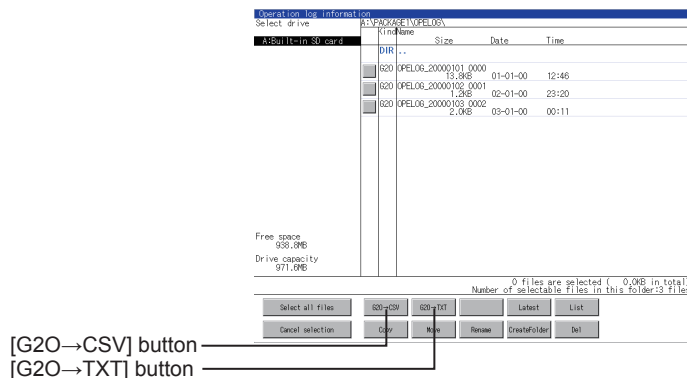 Operation log information
Select drive
A:\PACKAGE1\OPELOG\
Kind Name
Size Date Time
A:Built-in SD card
DIR ..
G2O OPELOG_20000101_0000
13.8KB 01-01-00 12:46
G2O OPELOG_20000102_0001
1.2KB 02-01-00 23:20
G2O OPELOG_20000103_0002
2.0KB 03-01-00 00:11
Free space
938.8MB
Drive capacity
971.6MB
0 files are selected ( 0.0KB in total)
Number of selectable files in this folder:3 files
Select all files G2O→CSV G2O→TXT Latest List
Cancel selection Copy Move Rename CreateFolder Del
[G2O→CSV] button
[G2O→TXT] button